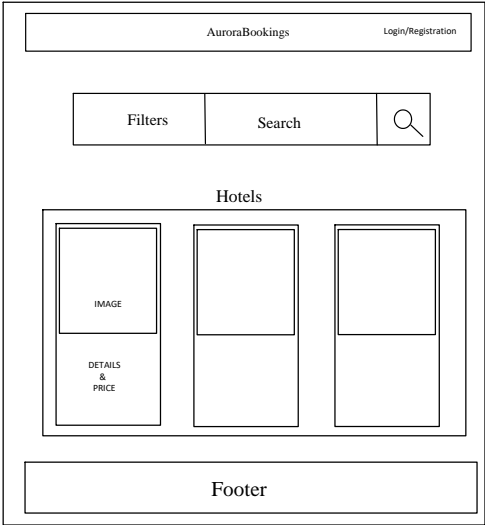 AuroraBookings
Login/Registration
Filters
Search
Hotels
IMAGE
DETAILS
&
PRICE
Footer